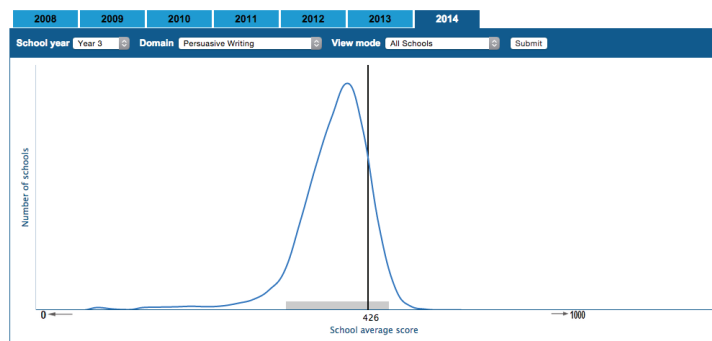 2008 2009 2010 2011 2012 2013 2014
School year Year 3 Domain Persuasive Writing View mode All Schools Submit
Number of schools
0 426 1000
School average score